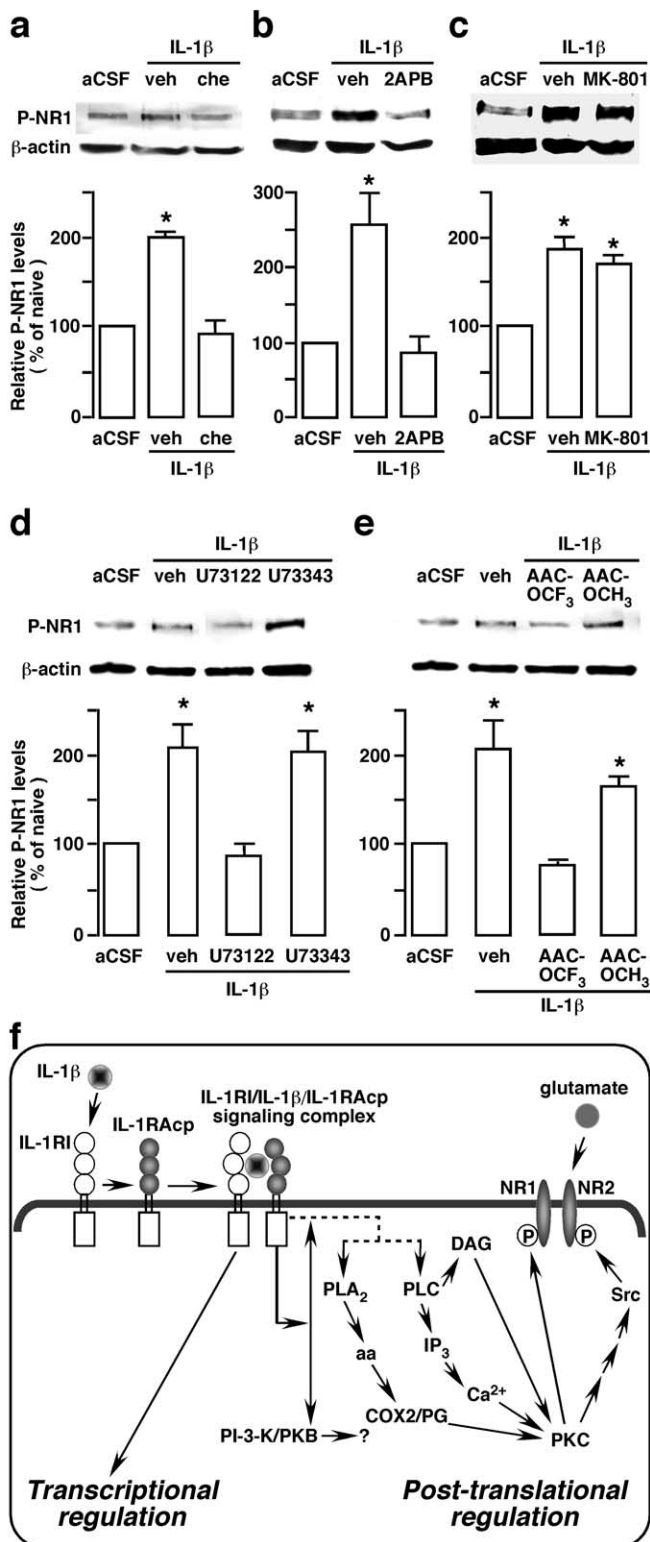 a
IL-1β
aCSF veh che
P-NR1
β-actin
Relative P-NR1 levels
( % of naive )
200
100
0
*
aCSF veh che
IL-1β
b
IL-1β
aCSF veh 2APB
300
200
100
0
*
aCSF veh 2APB
IL-1β
c
IL-1β
aCSF veh MK-801
200
100
0
* *
aCSF veh MK-801
IL-1β
d
IL-1β
aCSF veh U73122 U73343
P-NR1
β-actin
Relative P-NR1 levels
( % of naive )
200
100
0
* *
aCSF veh U73122 U73343
IL-1β
e
IL-1β
aCSF veh AAC- AAC-
OCF₃ OCH₃
200
100
0
* *
aCSF veh AAC- AAC-
OCF₃ OCH₃
IL-1β
f
IL-1β
IL-1RI
IL-1RAcp
IL-1RI/IL-1β/IL-1RAcp
signaling complex
glutamate
NR1 NR2
P P
DAG
PLA₂ PLC
Src
aa
IP₃
Ca²⁺
COX2/PG
PI-3-K/PKB ?
PKC
Transcriptional
regulation
Post-translational
regulation